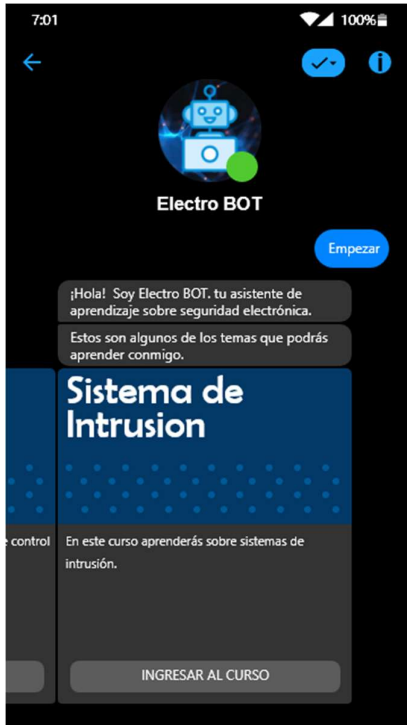 7:01
100%
Electro BOT
Empezar
¡Hola! Soy Electro BOT. tu asistente de
aprendizaje sobre seguridad electrónica.
Estos son algunos de los temas que podrás
aprender conmigo.
Sistema de
Intrusion
control
En este curso aprenderás sobre sistemas de
intrusión.
INGRESAR AL CURSO